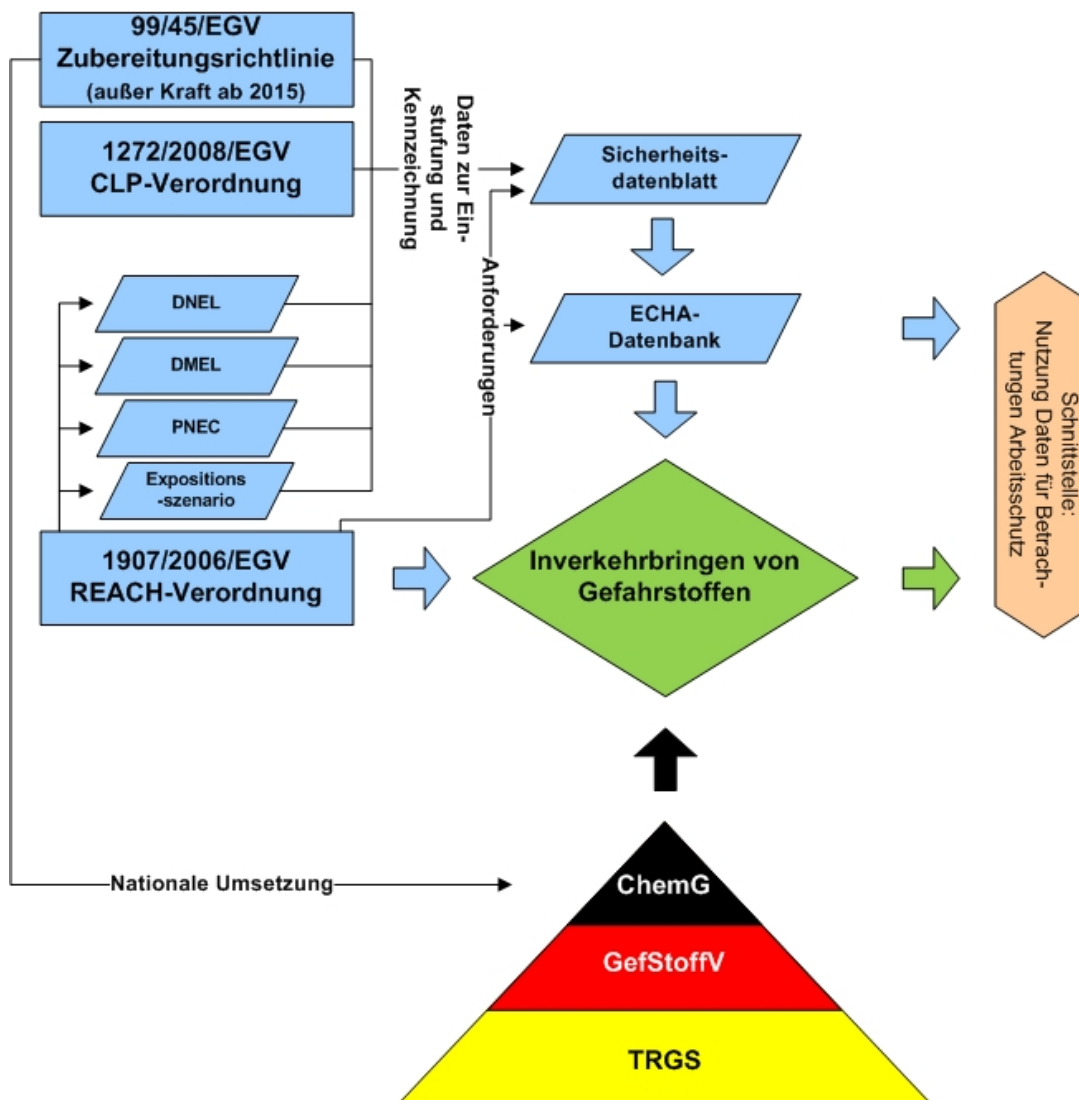 99/45/EGV
Zubereitungsrichtlinie
(außer Kraft ab 2015)
1272/2008/EGV
CLP-Verordnung
Daten zur Ein-
stufung und
Kennzeichnung
Sicherheits-
datenblatt
Anforderungen
DNEL
ECHA-
Datenbank
DMEL
PNEC
Expositions
-szenario
1907/2006/EGV
REACH-Verordnung
Inverkehrbringen von
Gefahrstoffen
Schnittstelle:
Nutzung Daten für Betrach-
tungen Arbeitsschutz
Nationale Umsetzung
ChemG
GefStoffV
TRGS